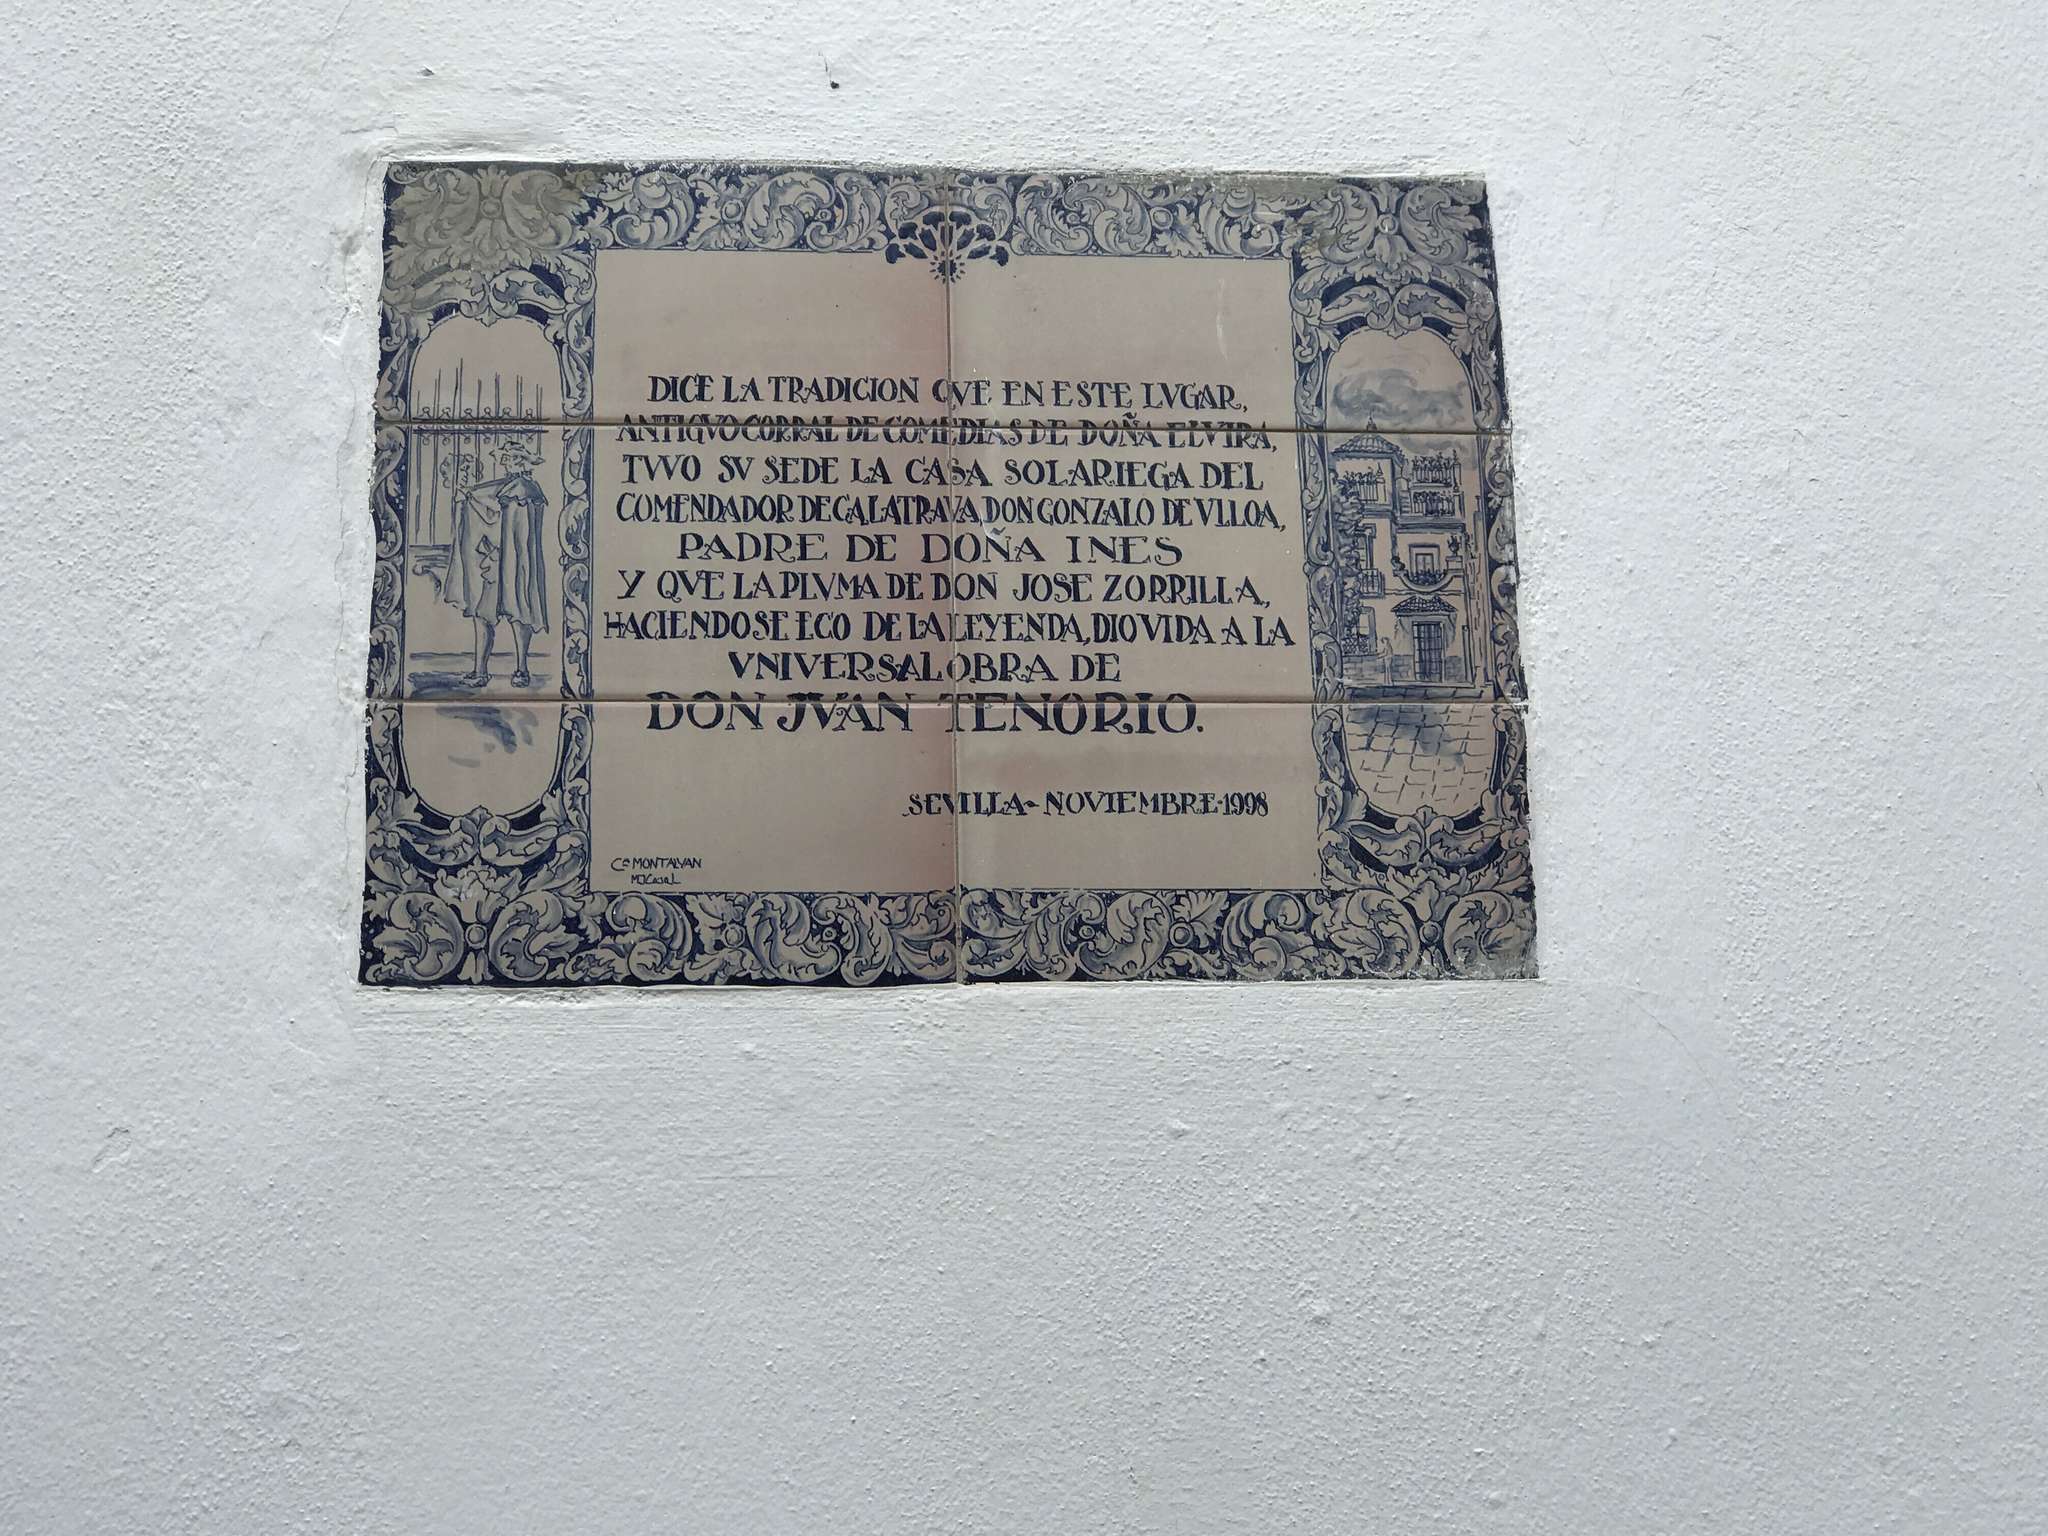 DICE LA TRADICION QVE EN ESTE LVGAR,
ANTIGVO CORRAL DE COMEDIAS DE DOÑA ELVIRA,
TVVO SV SEDE LA CASA SOLARIEGA DEL
COMENDADOR DE CALATRAVA DON GONZALO DE VLLOA,
PADRE DE DOÑA INES
Y QVE LA PLVMA DE DON JOSE ZORRILLA,
HACIENDOSE ECO DE LA LEYENDA, DIO VIDA A LA
VNIVERSAL OBRA DE
DON JVAN TENORIO.
SEVILLA-NOVIEMBRE-1998
Cª MONTALVAN